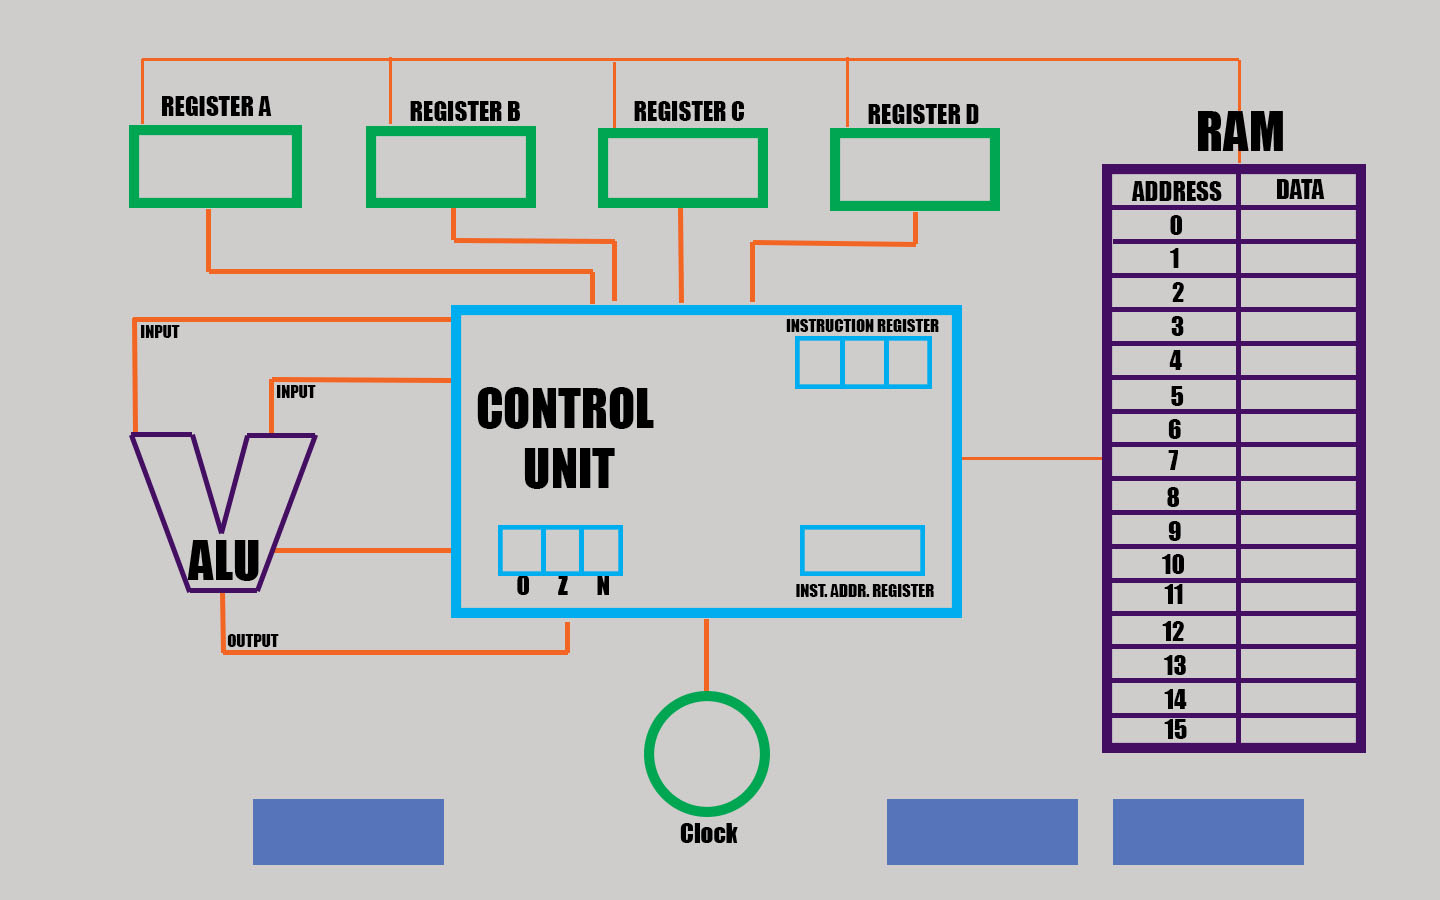 REGISTER A
REGISTER B
REGISTER C
REGISTER D
RAM
ADDRESS DATA
0
1
2
3
4
5
6
7
8
9
10
11
12
13
14
15
INSTRUCTION REGISTER
INPUT
INPUT
CONTROL
UNIT
ALU
O Z N
INST. ADDR. REGISTER
OUTPUT
Clock